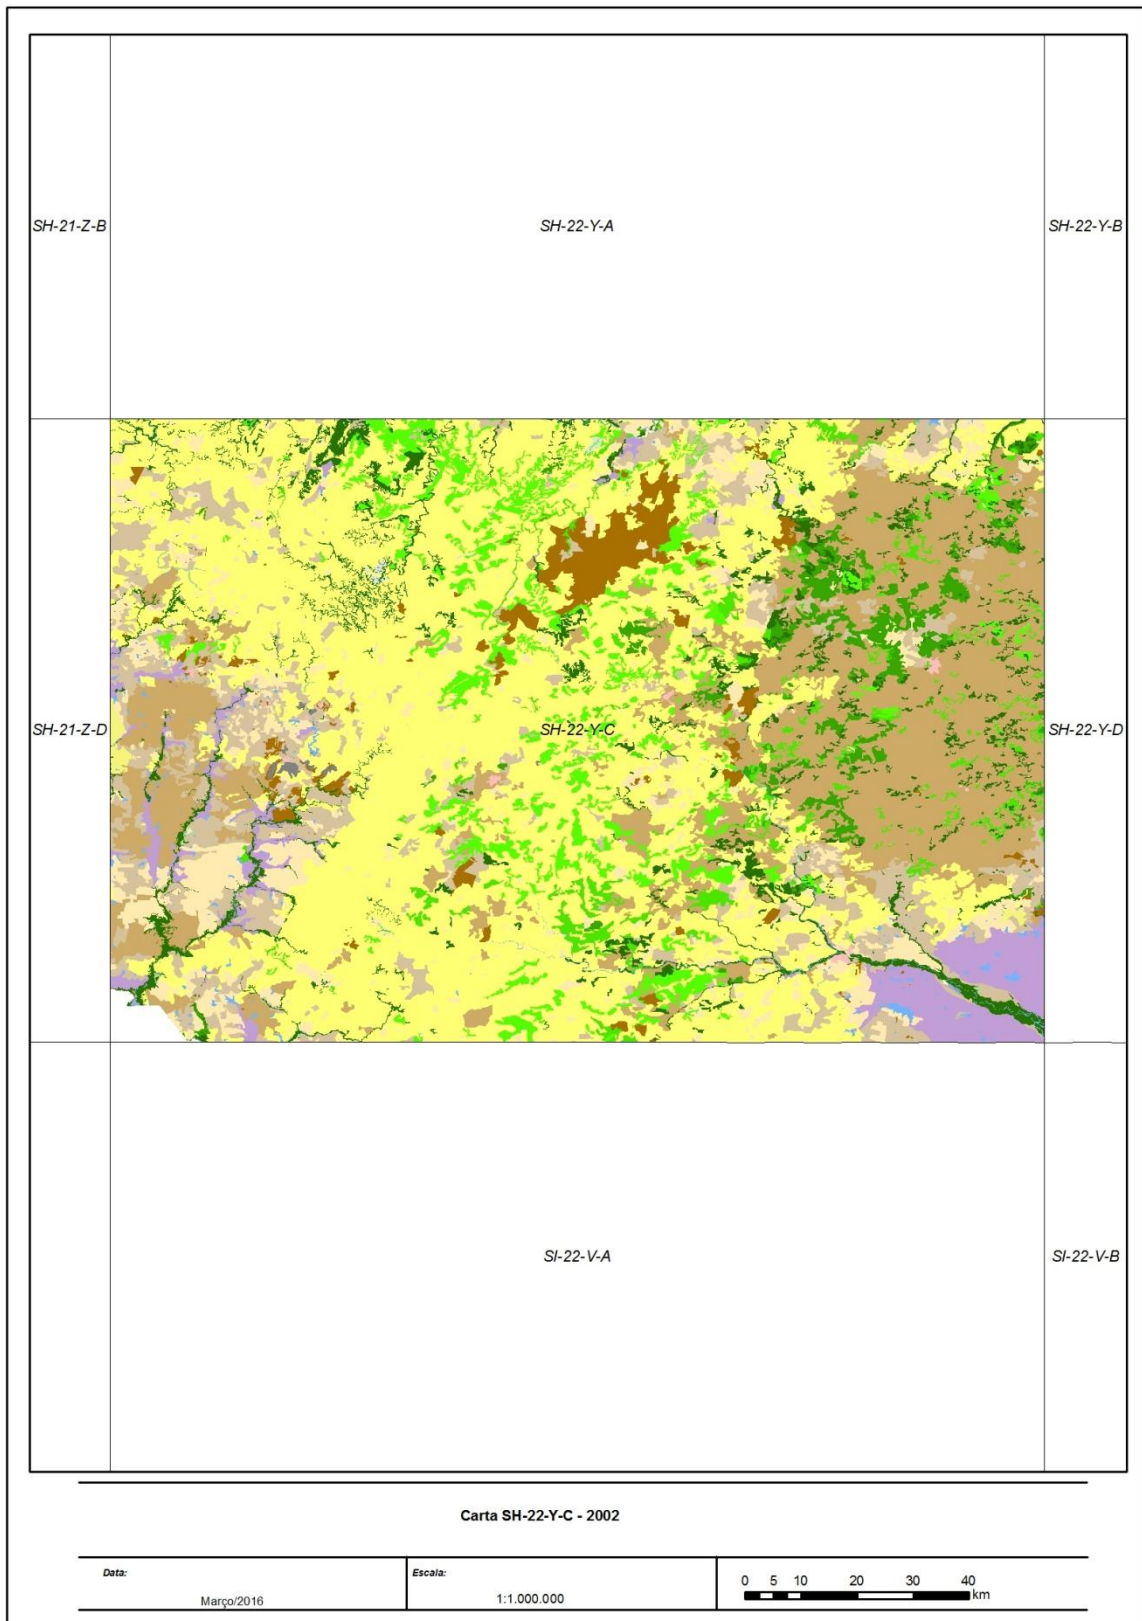 SH-21-Z-B
SH-22-Y-A
SH-22-Y-B
SH-21-Z-D
SH-22-Y-C
SH-22-Y-D
SI-22-V-A
SI-22-V-B
Carta SH-22-Y-C - 2002
Data:
Março/2016
Escala:
1:1.000.000
0 5 10 20 30 40
km